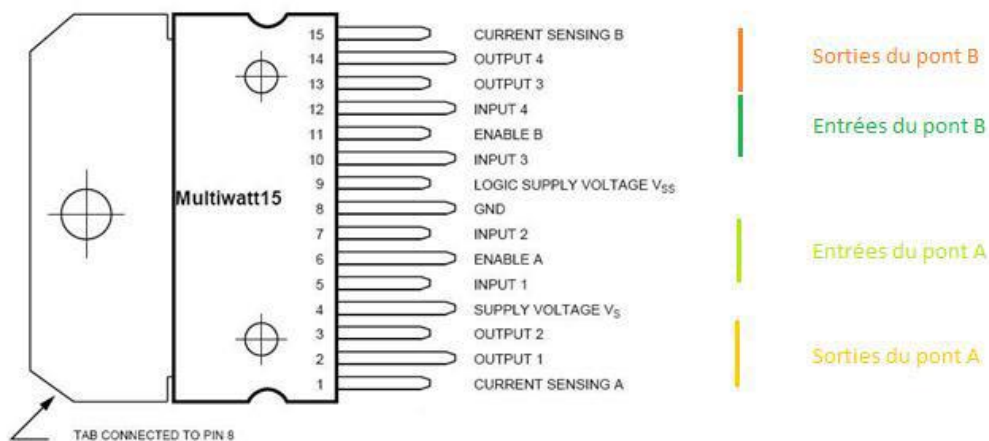 15 CURRENT SENSING B
14 OUTPUT 4
13 OUTPUT 3
12 INPUT 4
11 ENABLE B
10 INPUT 3
9 LOGIC SUPPLY VOLTAGE VSS
8 GND
7 INPUT 2
6 ENABLE A
5 INPUT 1
4 SUPPLY VOLTAGE VS
3 OUTPUT 2
2 OUTPUT 1
1 CURRENT SENSING A
Multiwatt15
TAB CONNECTED TO PIN 8
Sorties du pont B
Entrées du pont B
Entrées du pont A
Sorties du pont A